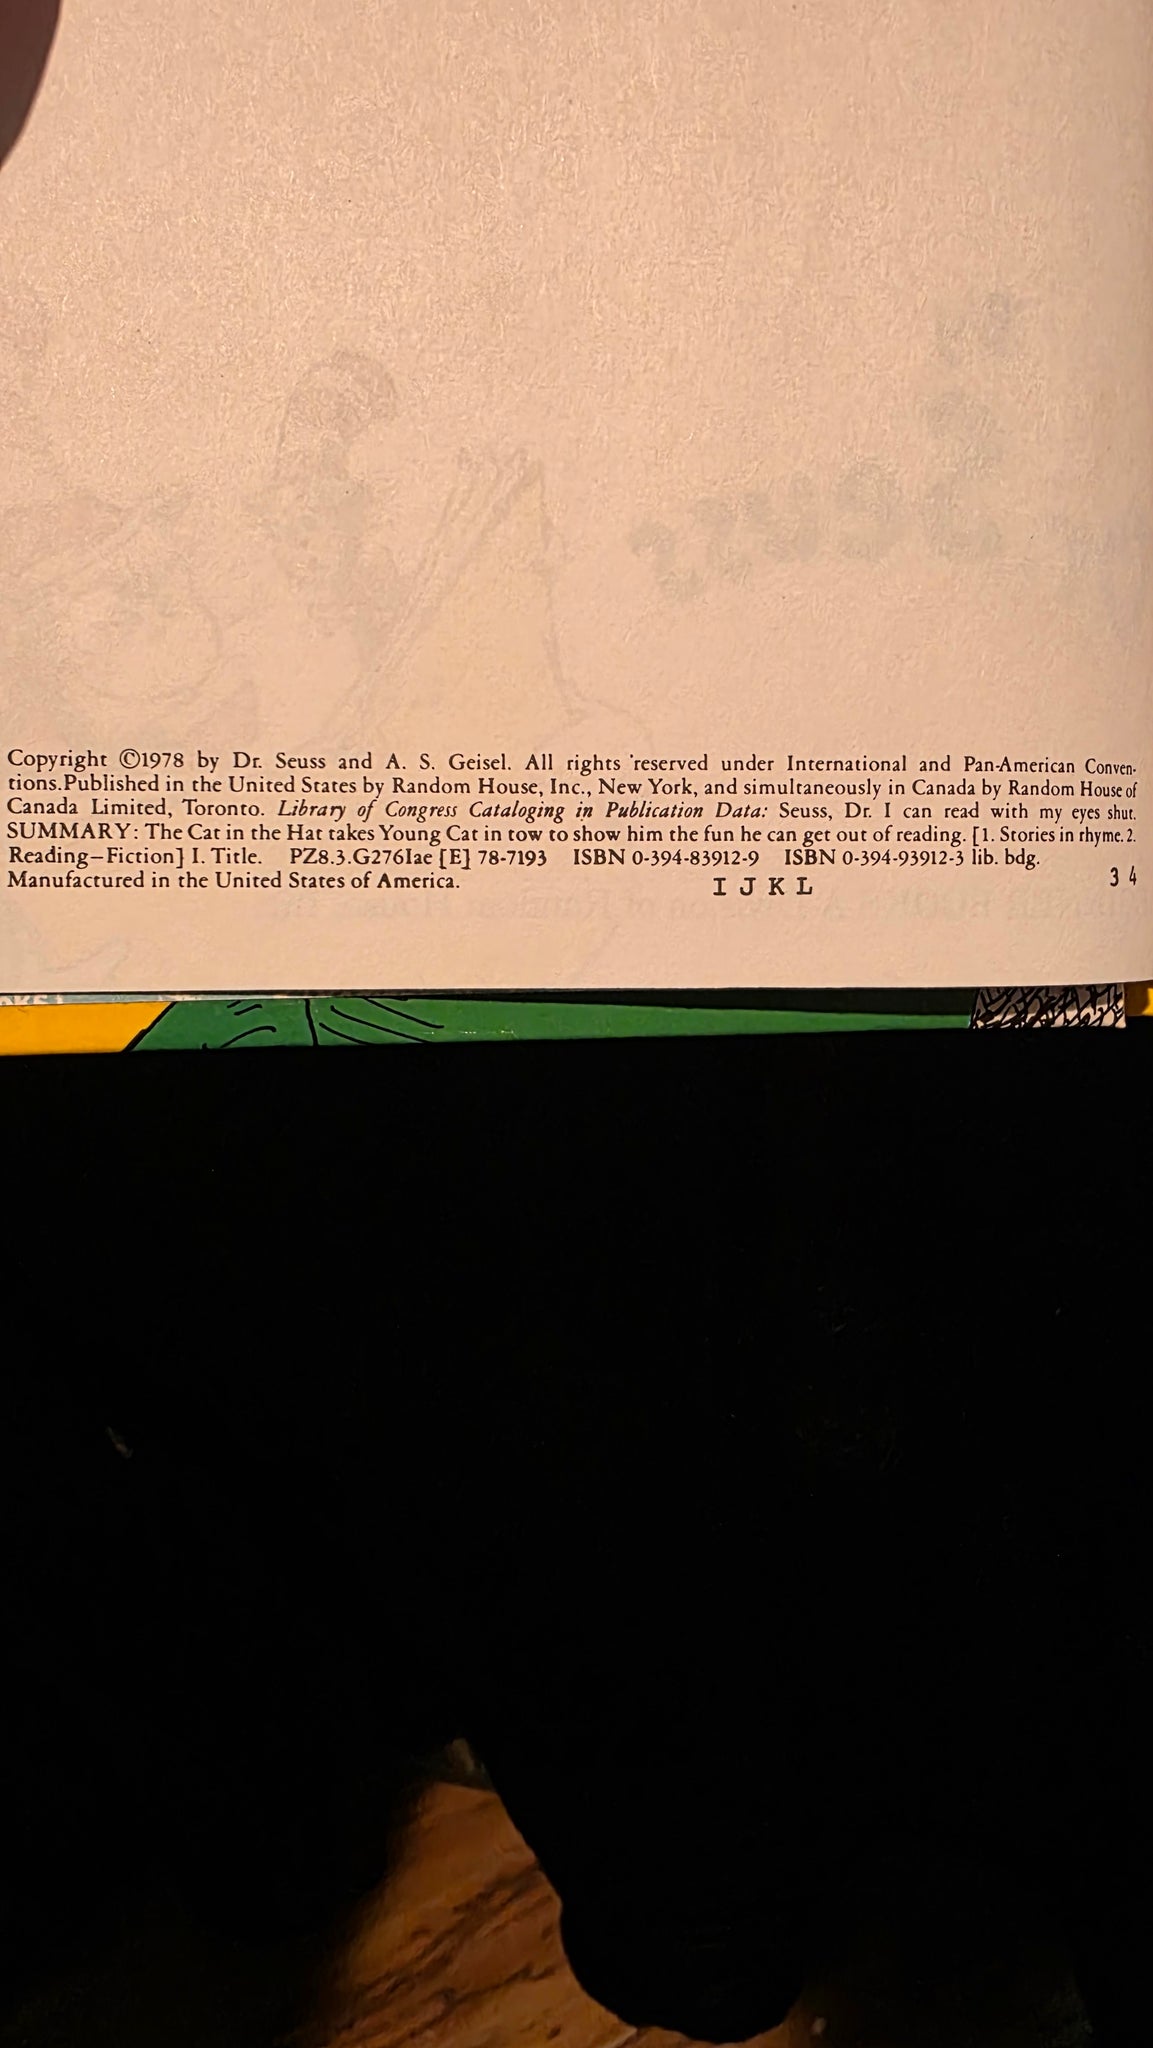 Copyright ©1978 by Dr. Seuss and A. S. Geisel. All rights reserved under International and Pan-American Conven-
tions. Published in the United States by Random House, Inc., New York, and simultaneously in Canada by Random House of
Canada Limited, Toronto. Library of Congress Cataloging in Publication Data: Seuss, Dr. I can read with my eyes shut.
SUMMARY: The Cat in the Hat takes Young Cat in tow to show him the fun he can get out of reading. [1. Stories in rhyme. 2.
Reading—Fiction] I. Title. PZ8.3.G276Iae [E] 78-7193 ISBN 0-394-83912-9 ISBN 0-394-93912-3 lib. bdg.
Manufactured in the United States of America. I J K L 3 4